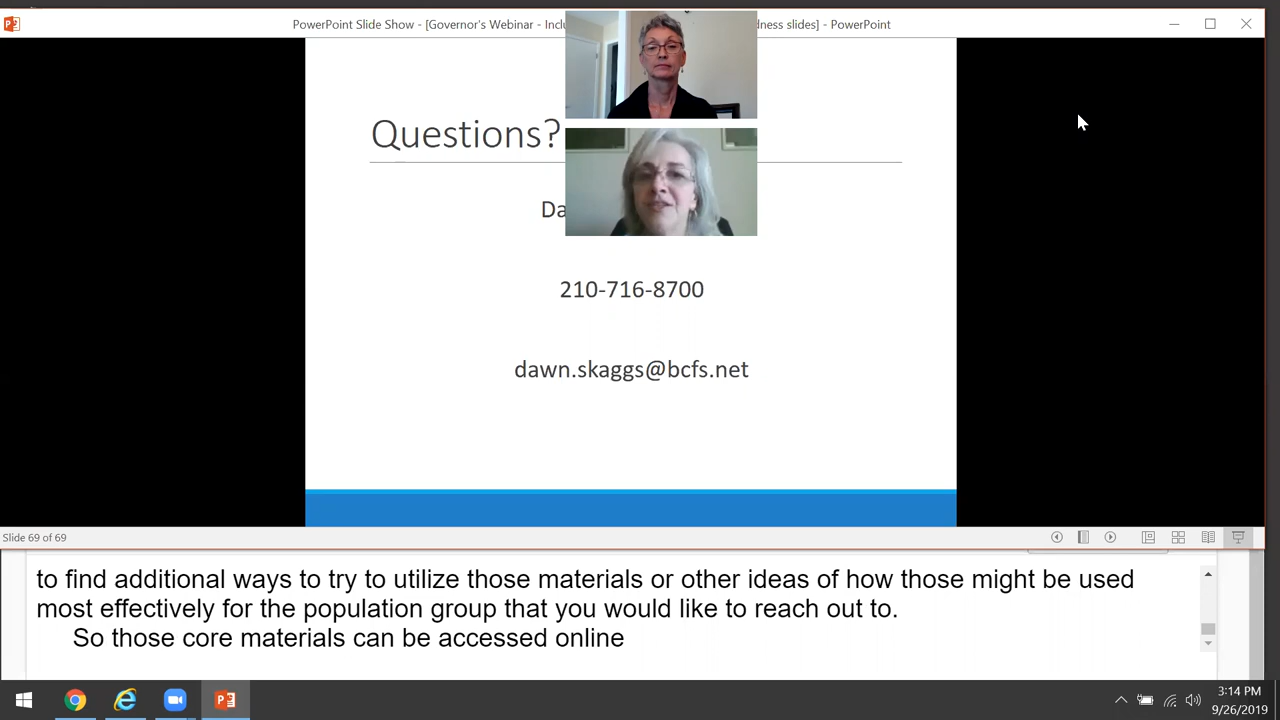 PowerPoint Slide Show - [Governor's Webinar - Inclu
dness slides] - PowerPoint
Questions?
Da
210-716-8700
dawn.skaggs@bcfs.net
Slide 69 of 69
to find additional ways to try to utilize those materials or other ideas of how those might be used
most effectively for the population group that you would like to reach out to.
So those core materials can be accessed online
3:14 PM
9/26/2019